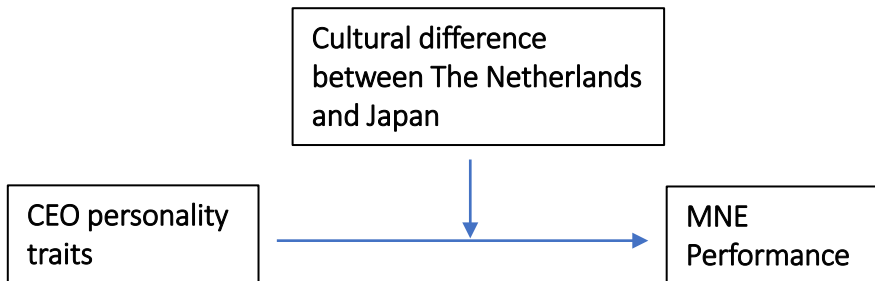 Cultural difference
between The Netherlands
and Japan
CEO personality
traits
MNE
Performance